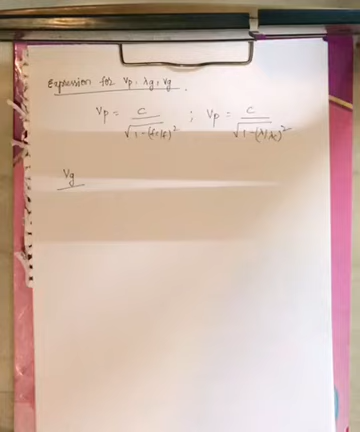 Expression for Vp, λg, Vg.
Vp = c / √1-(fc/f)² ; Vp = c / √1-(λ/λc)²
Vg